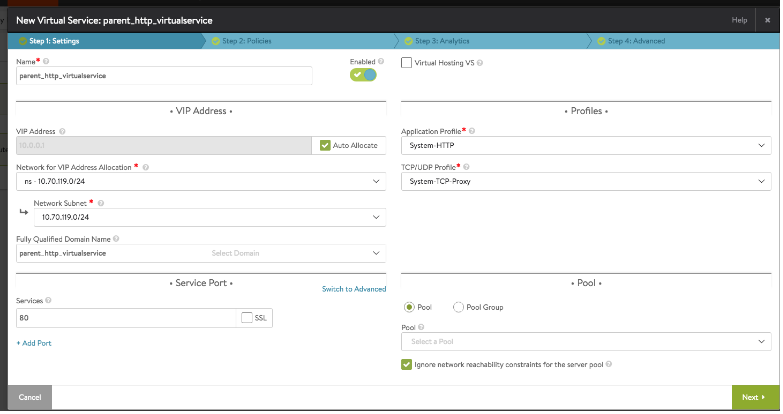 New Virtual Service: parent_http_virtualservice
Help
Step 1: Settings
Step 2: Policies
Step 3: Analytics
Step 4: Advanced
Name*
Enabled
parent_http_virtualservice
Virtual Hosting VS
• VIP Address •
• Profiles •
VIP Address
10.0.0.1
Auto Allocate
Application Profile*
System-HTTP
Network for VIP Address Allocation *
ns - 10.70.119.0/24
TCP/UDP Profile*
System-TCP-Proxy
Network Subnet *
10.70.119.0/24
Fully Qualified Domain Name
parent_http_virtualservice
Select Domain
• Service Port •
Switch to Advanced
• Pool •
Services
80
SSL
+ Add Port
Pool
Pool Group
Pool
Select a Pool
Ignore network reachability constraints for the server pool
Cancel
Next